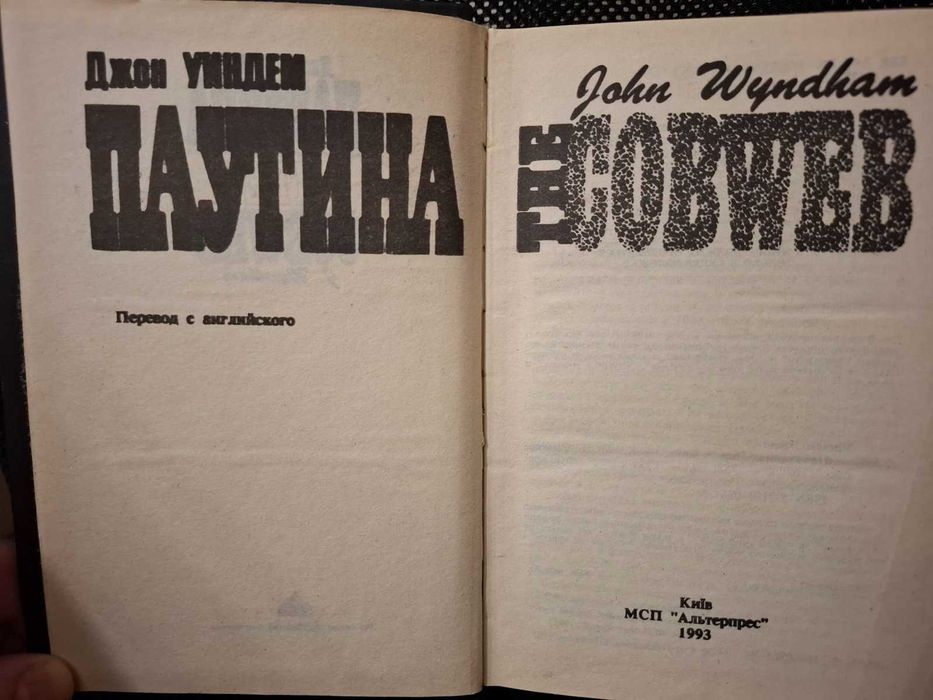 Джон УИНДЕМ
ПАУТИНА
Перевод с английского
John Wyndham
THE COBWEB
Київ
МСП "Альтерпрес"
1993